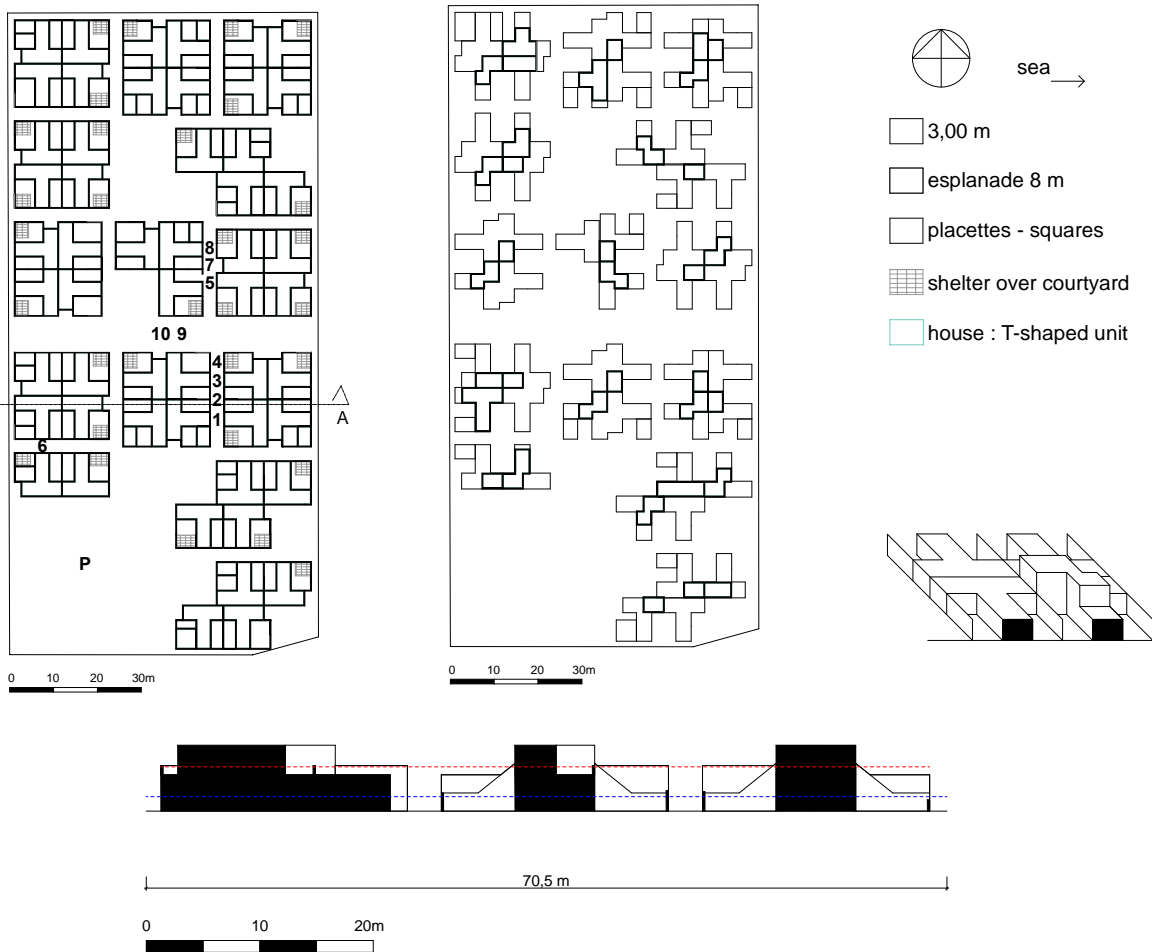 8
7
5
10 9
4
3
2
1
A
6
P
0 10 20 30m
0 10 20 30m
sea
3,00 m
esplanade 8 m
placettes - squares
shelter over courtyard
house : T-shaped unit
70,5 m
0 10 20m